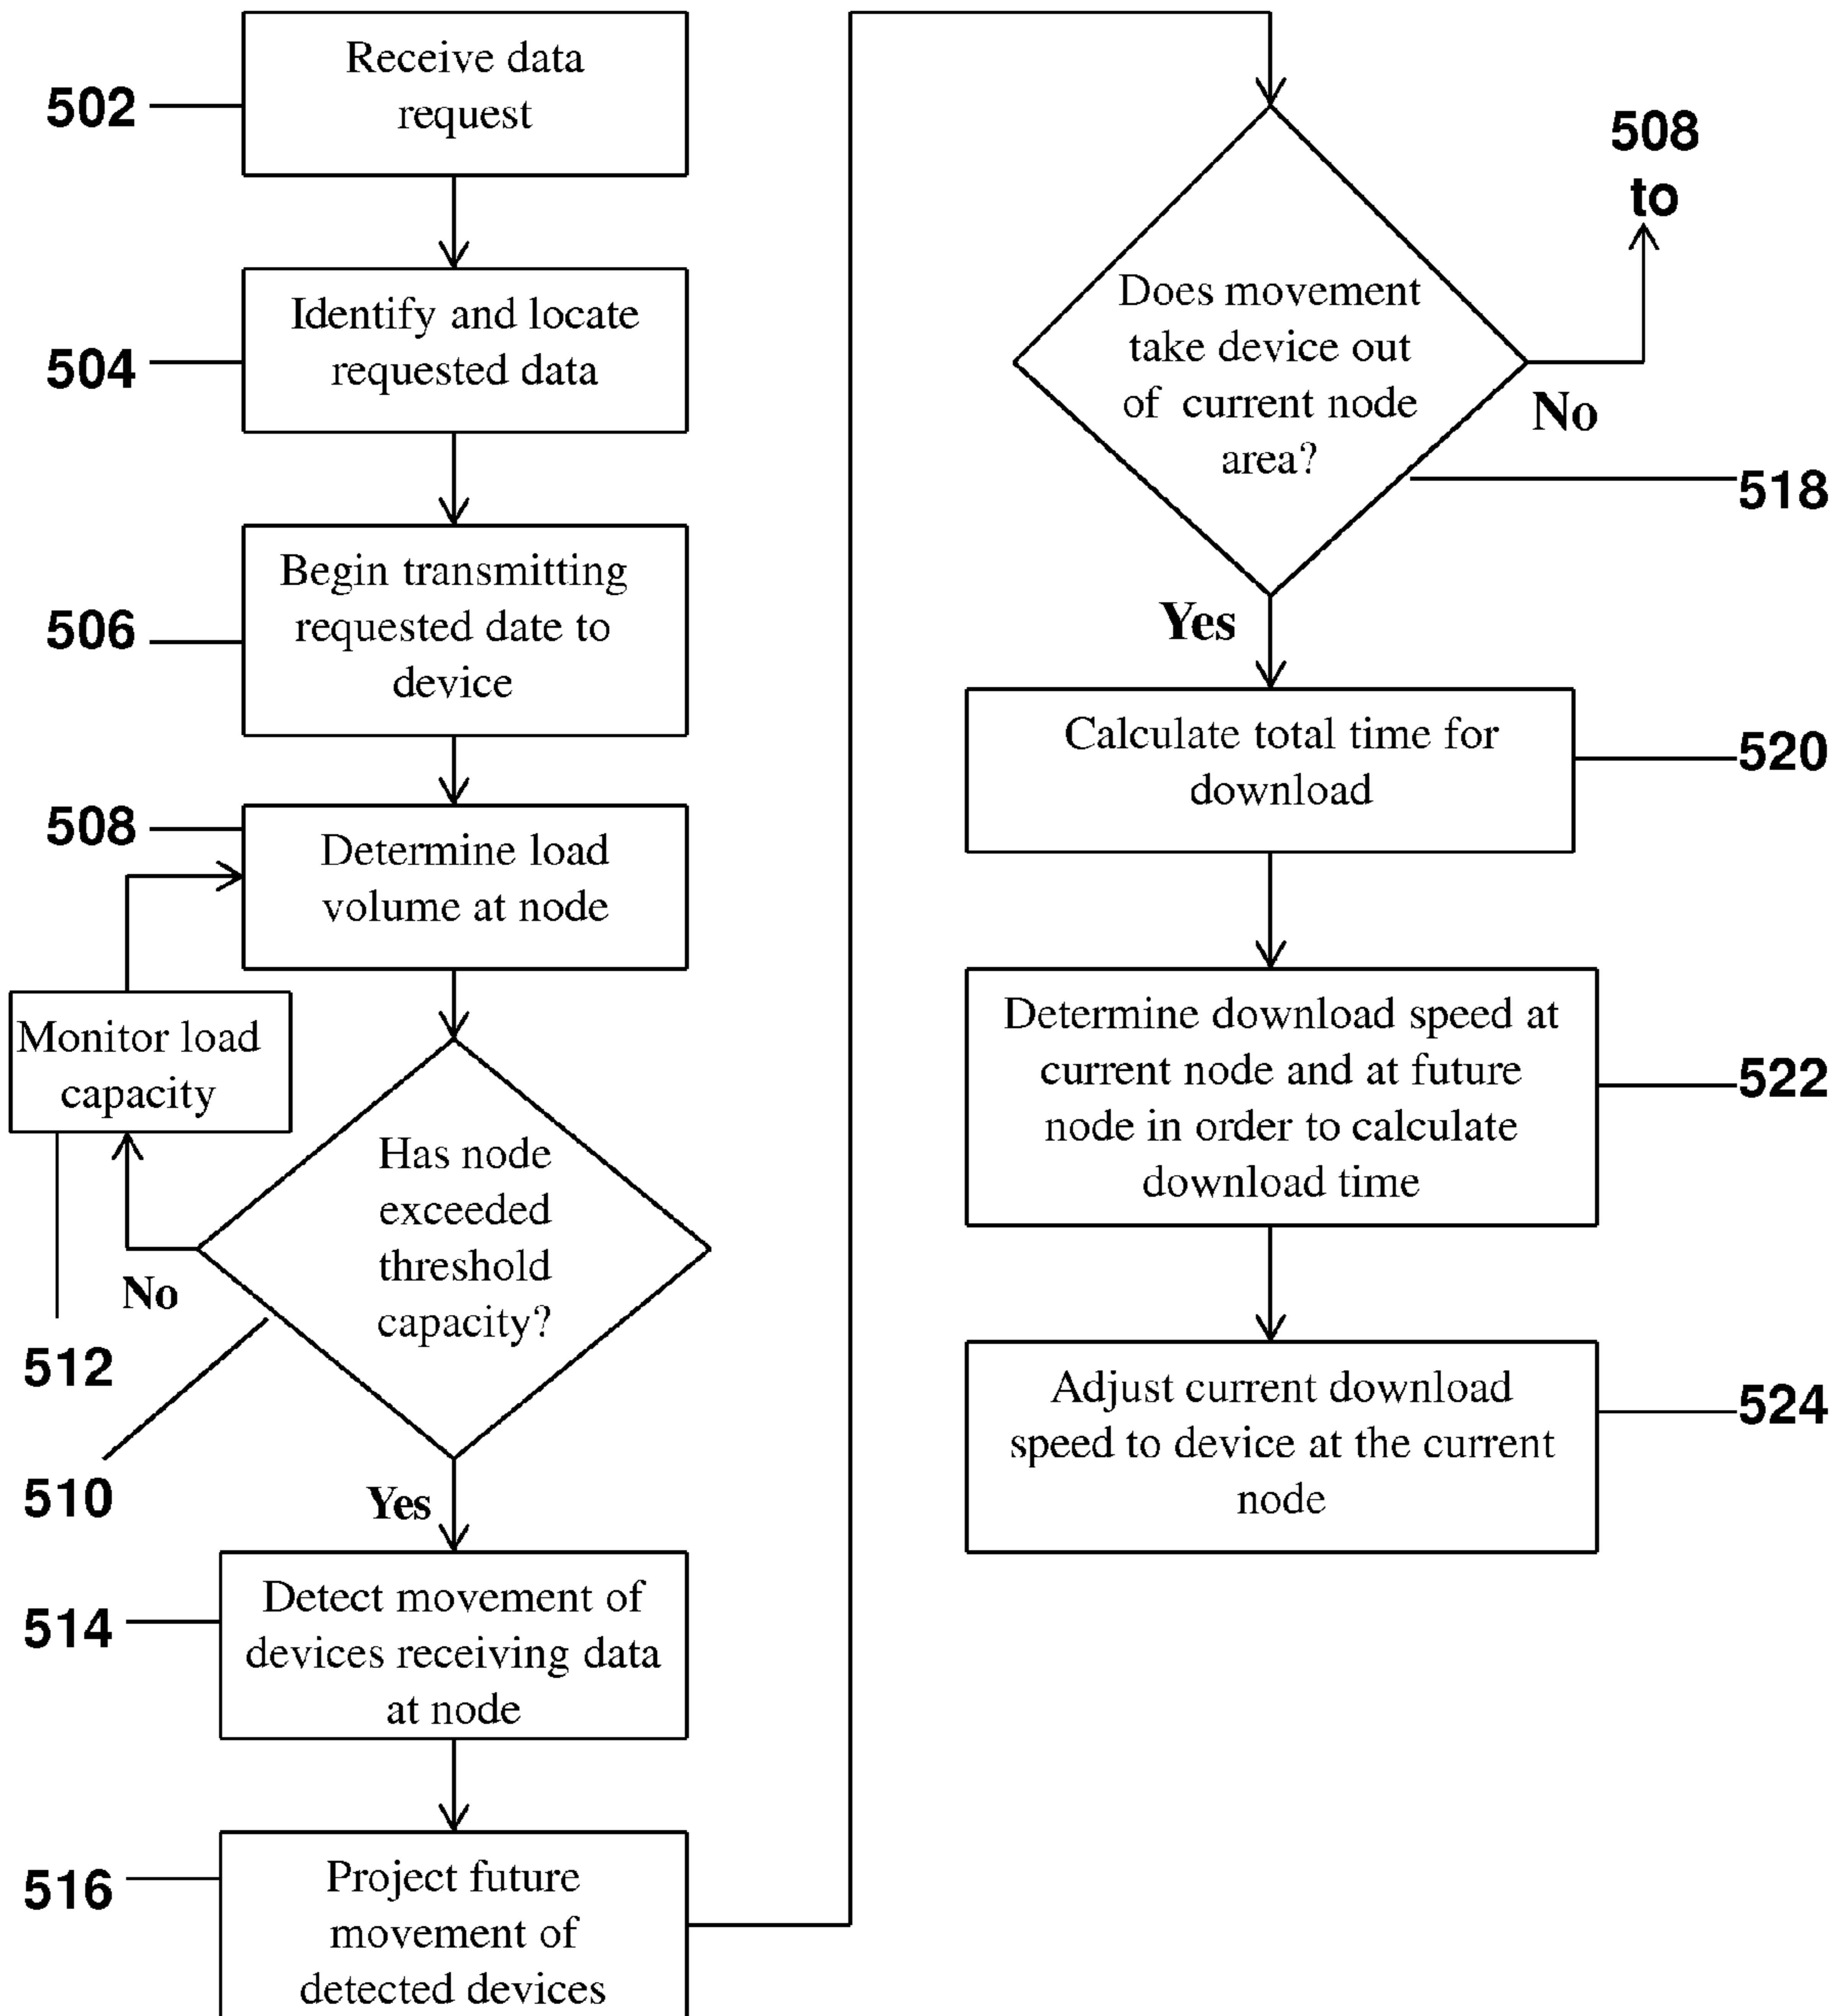 502
Receive data
request
504
Identify and locate
requested data
506
Begin transmitting
requested date to
device
508
Determine load
volume at node
Monitor load
capacity
Has node
exceeded
threshold
capacity?
No
512
510
Yes
514
Detect movement of
devices receiving data
at node
516
Project future
movement of
detected devices
Does movement
take device out
of current node
area?
508
to
No
518
Yes
Calculate total time for
download
520
Determine download speed at
current node and at future
node in order to calculate
download time
522
Adjust current download
speed to device at the current
node
524